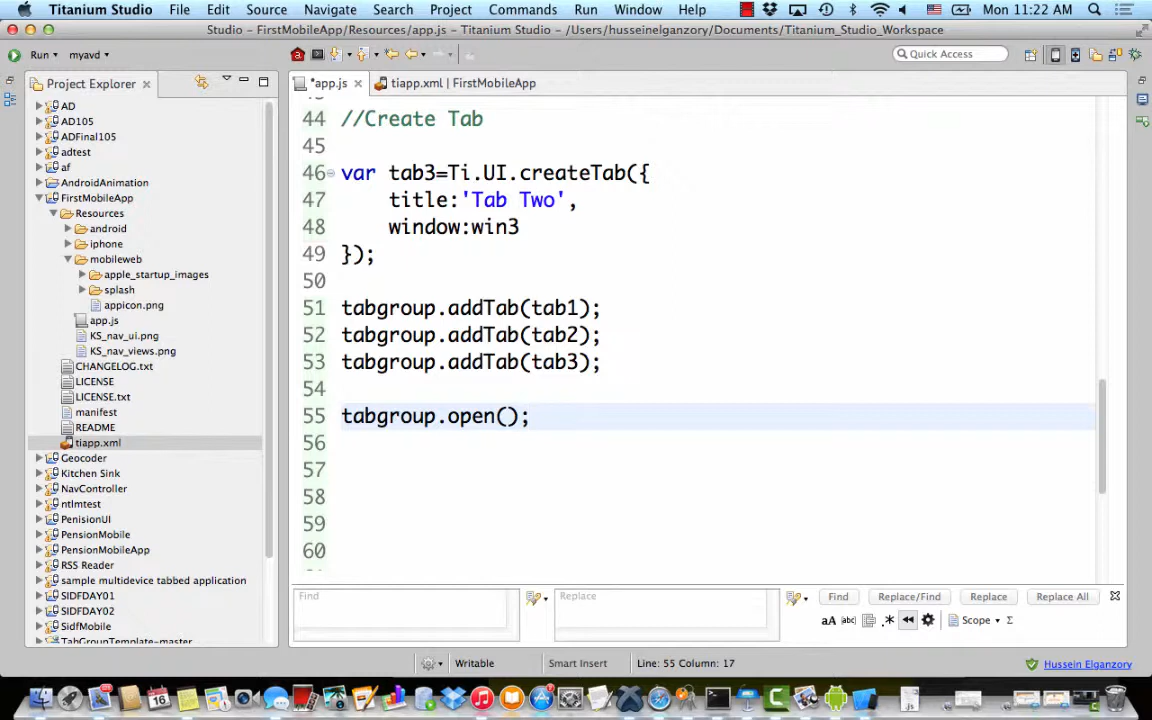 Titanium Studio File Edit Source Navigate Search Project Commands Run Window Help Mon 11:22 AM
Studio - FirstMobileApp/Resources/app.js - Titanium Studio - /Users/husseinelganzory/Documents/Titanium_Studio_Workspace
Run myavd Quick Access
Project Explorer
*app.js tiapp.xml | FirstMobileApp
AD
AD105
ADFinal105
adtest
af
AndroidAnimation
FirstMobileApp
Resources
android
iphone
mobileweb
apple_startup_images
splash
appicon.png
app.js
KS_nav_ui.png
KS_nav_views.png
CHANGELOG.txt
LICENSE
LICENSE.txt
manifest
README
tiapp.xml
Geocoder
Kitchen Sink
NavController
ntlmtest
PenisionUI
PensionMobile
PensionMobileApp
RSS Reader
sample multidevice tabbed application
SIDFDAY01
SIDFDAY02
SidfMobile
TabGroupTemplate-master
44 //Create Tab
45
46 var tab3=Ti.UI.createTab({
47 title:'Tab Two',
48 window:win3
49 });
50
51 tabgroup.addTab(tab1);
52 tabgroup.addTab(tab2);
53 tabgroup.addTab(tab3);
54
55 tabgroup.open();
56
57
58
59
60
Find Replace Find Replace/Find Replace Replace All
aA abc .* Scope Σ
Writable Smart Insert Line: 55 Column: 17 Hussein Elganzory